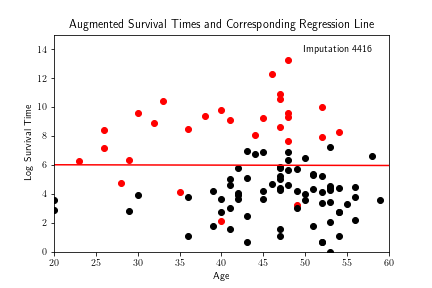 Augmented Survival Times and Corresponding Regression Line
Imputation 4416
Log Survival Time
14
12
10
8
6
4
2
0
20 25 30 35 40 45 50 55 60
Age